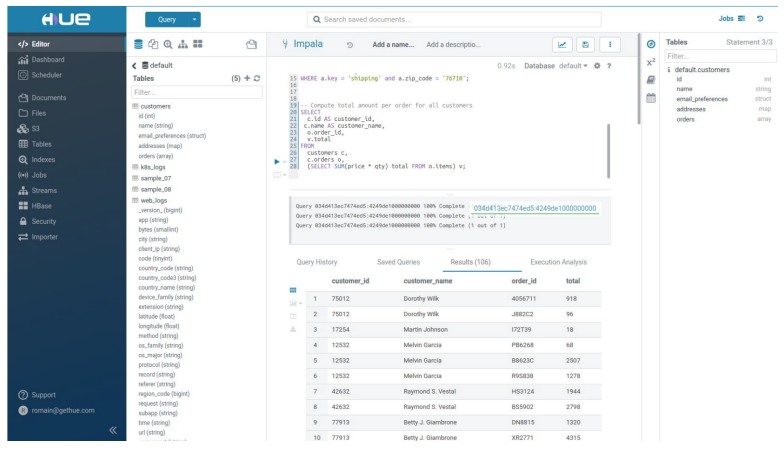 HUE
Query
Search saved documents...
Jobs
Editor
Dashboard
Scheduler
Documents
Files
S3
Tables
Indexes
Jobs
Streams
HBase
Security
Importer
Support
romain@gethue.com
default
Tables (5)
Filter...
customers
id (int)
name (string)
email_preferences (struct)
addresses (map)
orders (array)
kits_logs
sample_07
sample_08
web_logs
_version_ (bigint)
app (string)
bytes (smallint)
city (string)
client_ip (string)
code (tinyint)
country_code (string)
country_code3 (string)
country_name (string)
device_family (string)
extension (string)
latitude (float)
longitude (float)
method (string)
os_family (string)
os_major (string)
protocol (string)
record (string)
referer (string)
region_code (bigint)
request (string)
subapp (string)
time (string)
url (string)
Impala Add a name... Add a descriptio...
0.92s Database default ?
15 WHERE a.key = 'shipping' and a.zip_code = '78710';
16
17
18
19 -- Compute total amount per order for all customers
20 SELECT
21 c.id AS customer_id,
22 c.name AS customer_name,
23 o.order_id,
24 v.total
25 FROM
26 customers c,
27 c.orders o,
28 (SELECT SUM(price * qty) total FROM o.items) v;
Query 034d413ec7474ed5:4249de1000000000 100% Complete
034d413ec7474ed5:4249de1000000000
Query 034d413ec7474ed5:4249de1000000000 100% Complete (1 out of 1)
Query 034d413ec7474ed5:4249de1000000000 100% Complete (1 out of 1)
Query History Saved Queries Results (106) Execution Analysis
customer_id customer_name order_id total
1 75012 Dorothy Wilk 4056711 918
2 75012 Dorothy Wilk J882C2 96
3 17254 Martin Johnson I72T39 18
4 12532 Melvin Garcia PB6268 68
5 12532 Melvin Garcia B8623C 2507
6 12532 Melvin Garcia R9S838 1278
7 42632 Raymond S. Vestal HS3124 1944
8 42632 Raymond S. Vestal BS5902 2798
9 77913 Betty J. Giambrone DN8815 1320
10 77913 Betty J. Giambrone XR2771 4315
x²
Tables Statement 3/3
Filter...
default.customers
id int
name string
email_preferences struct
addresses map
orders array